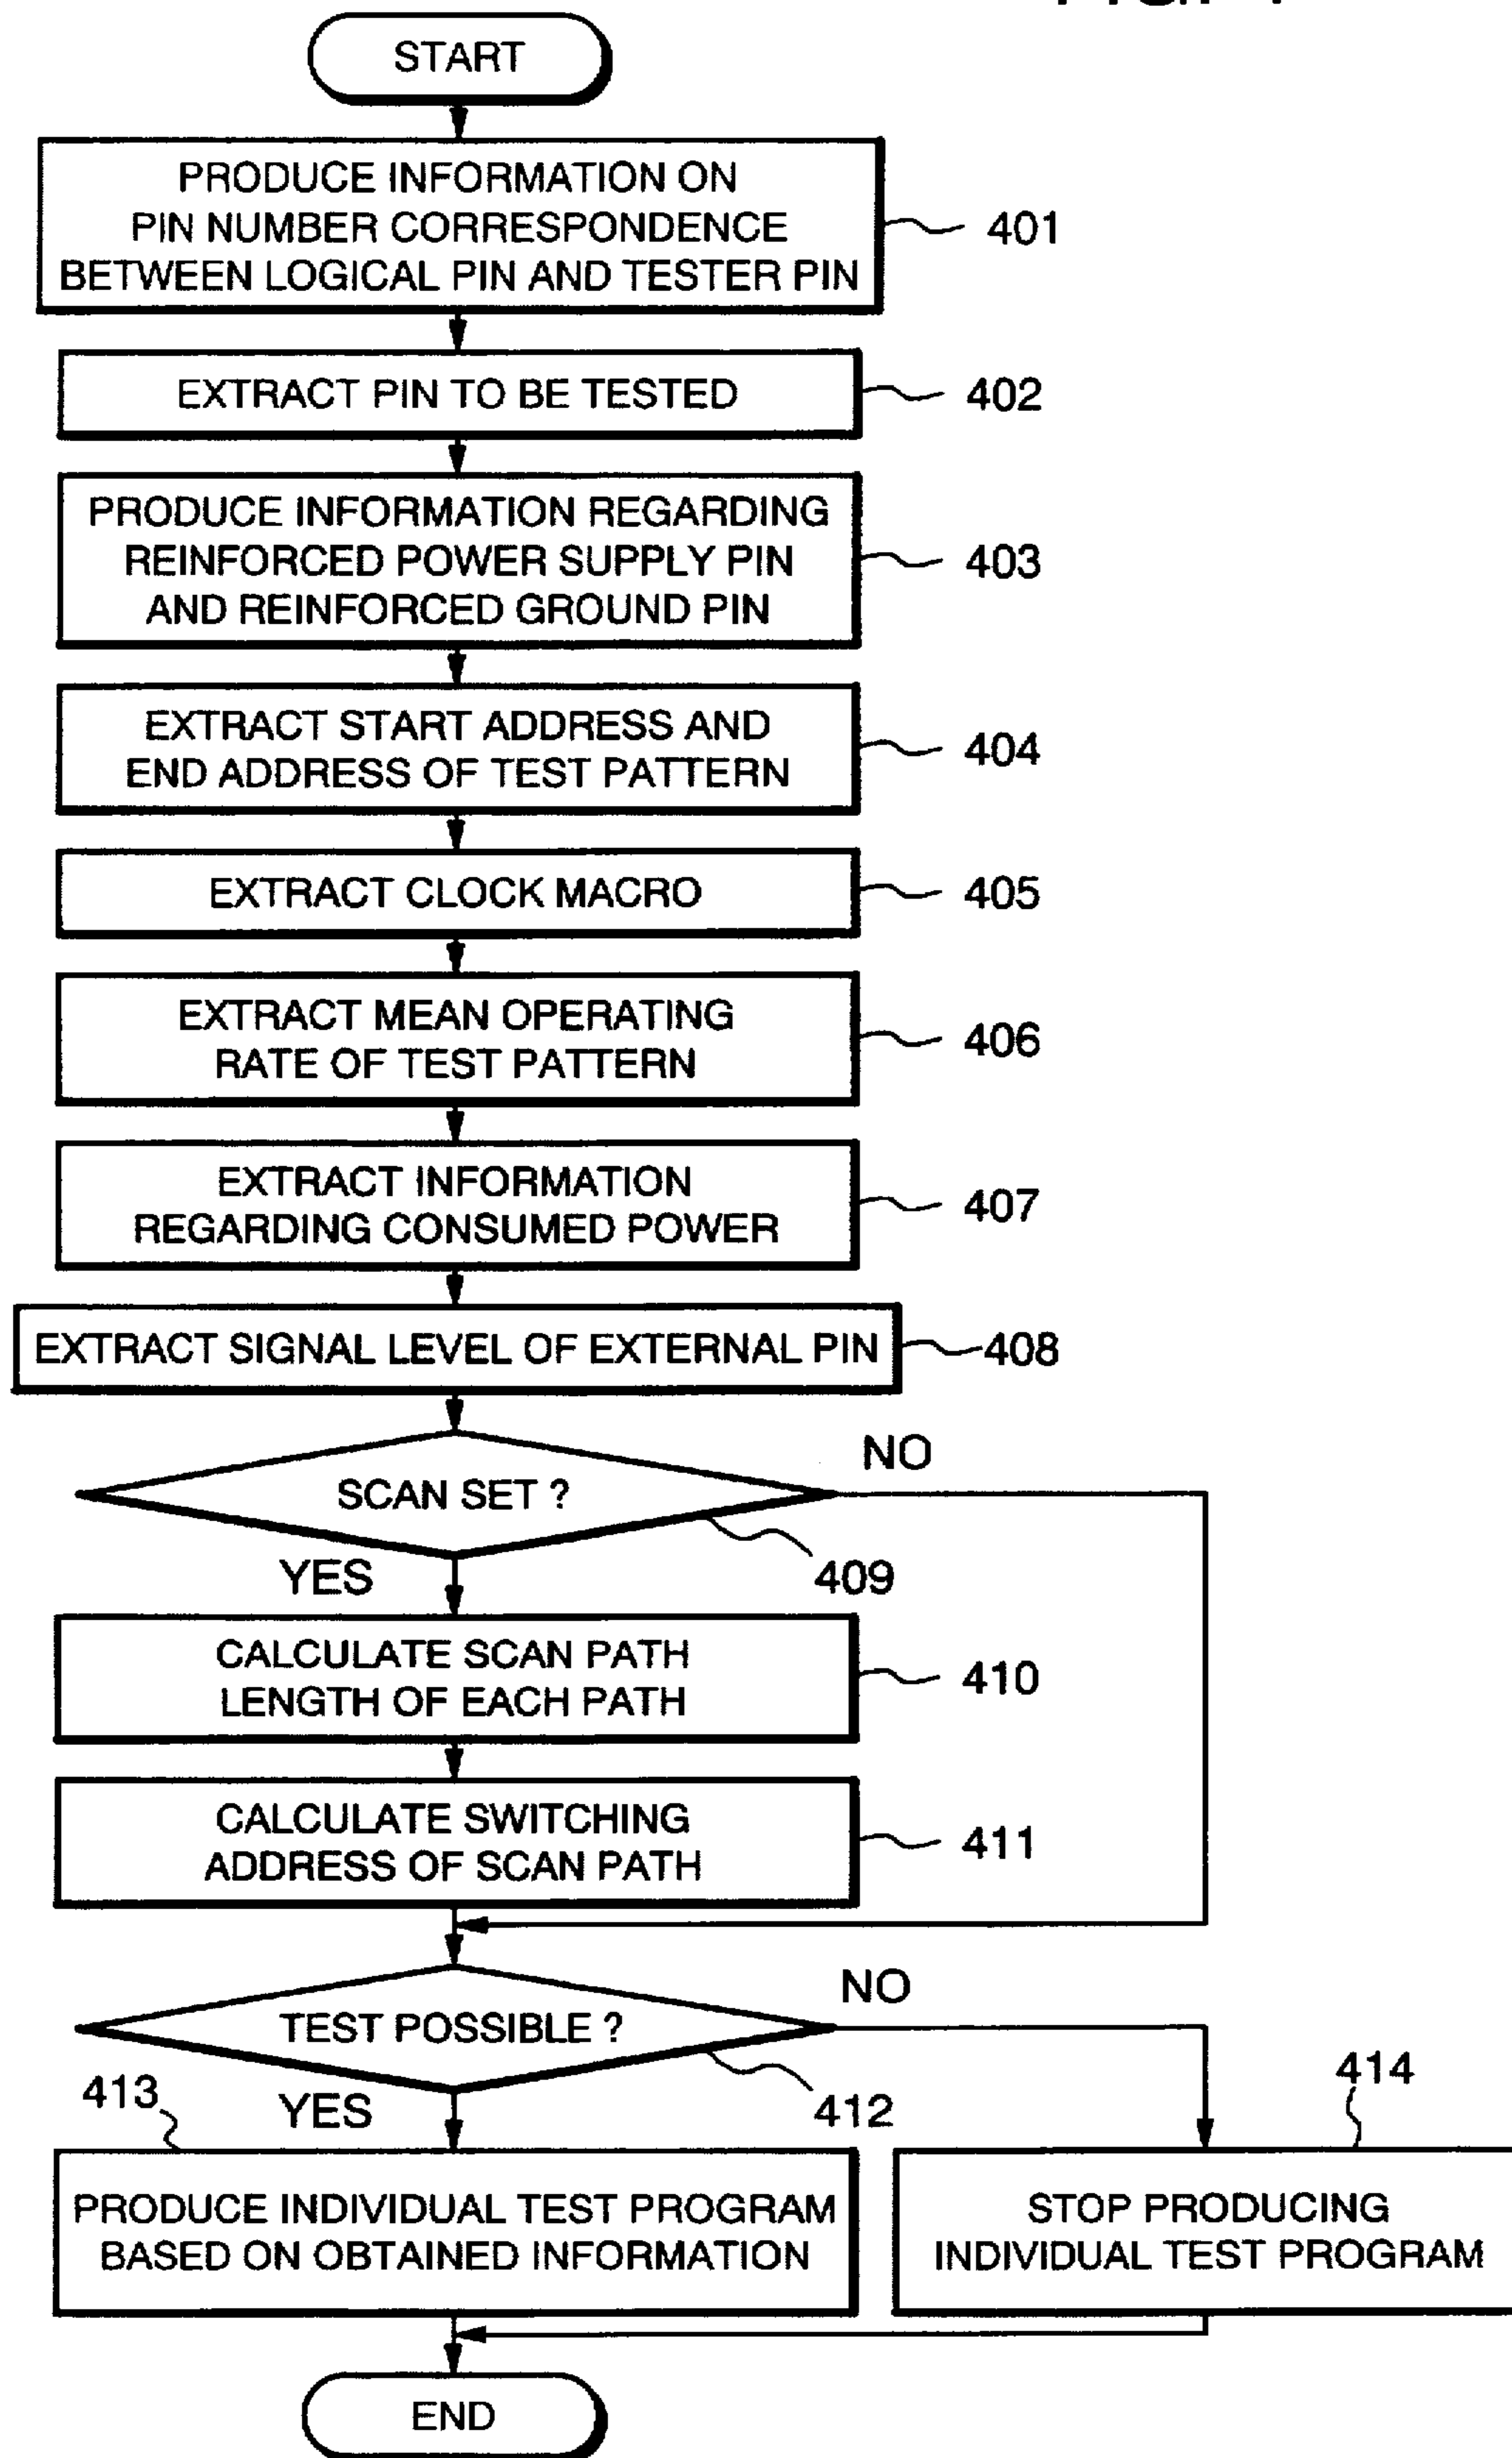 START
PRODUCE INFORMATION ON
PIN NUMBER CORRESPONDENCE
BETWEEN LOGICAL PIN AND TESTER PIN
401
EXTRACT PIN TO BE TESTED
402
PRODUCE INFORMATION REGARDING
REINFORCED POWER SUPPLY PIN
AND REINFORCED GROUND PIN
403
EXTRACT START ADDRESS AND
END ADDRESS OF TEST PATTERN
404
EXTRACT CLOCK MACRO
405
EXTRACT MEAN OPERATING
RATE OF TEST PATTERN
406
EXTRACT INFORMATION
REGARDING CONSUMED POWER
407
EXTRACT SIGNAL LEVEL OF EXTERNAL PIN
408
NO
SCAN SET ?
409
YES
CALCULATE SCAN PATH
LENGTH OF EACH PATH
410
CALCULATE SWITCHING
ADDRESS OF SCAN PATH
411
NO
TEST POSSIBLE ?
412
YES
413
PRODUCE INDIVIDUAL TEST PROGRAM
BASED ON OBTAINED INFORMATION
414
STOP PRODUCING
INDIVIDUAL TEST PROGRAM
END